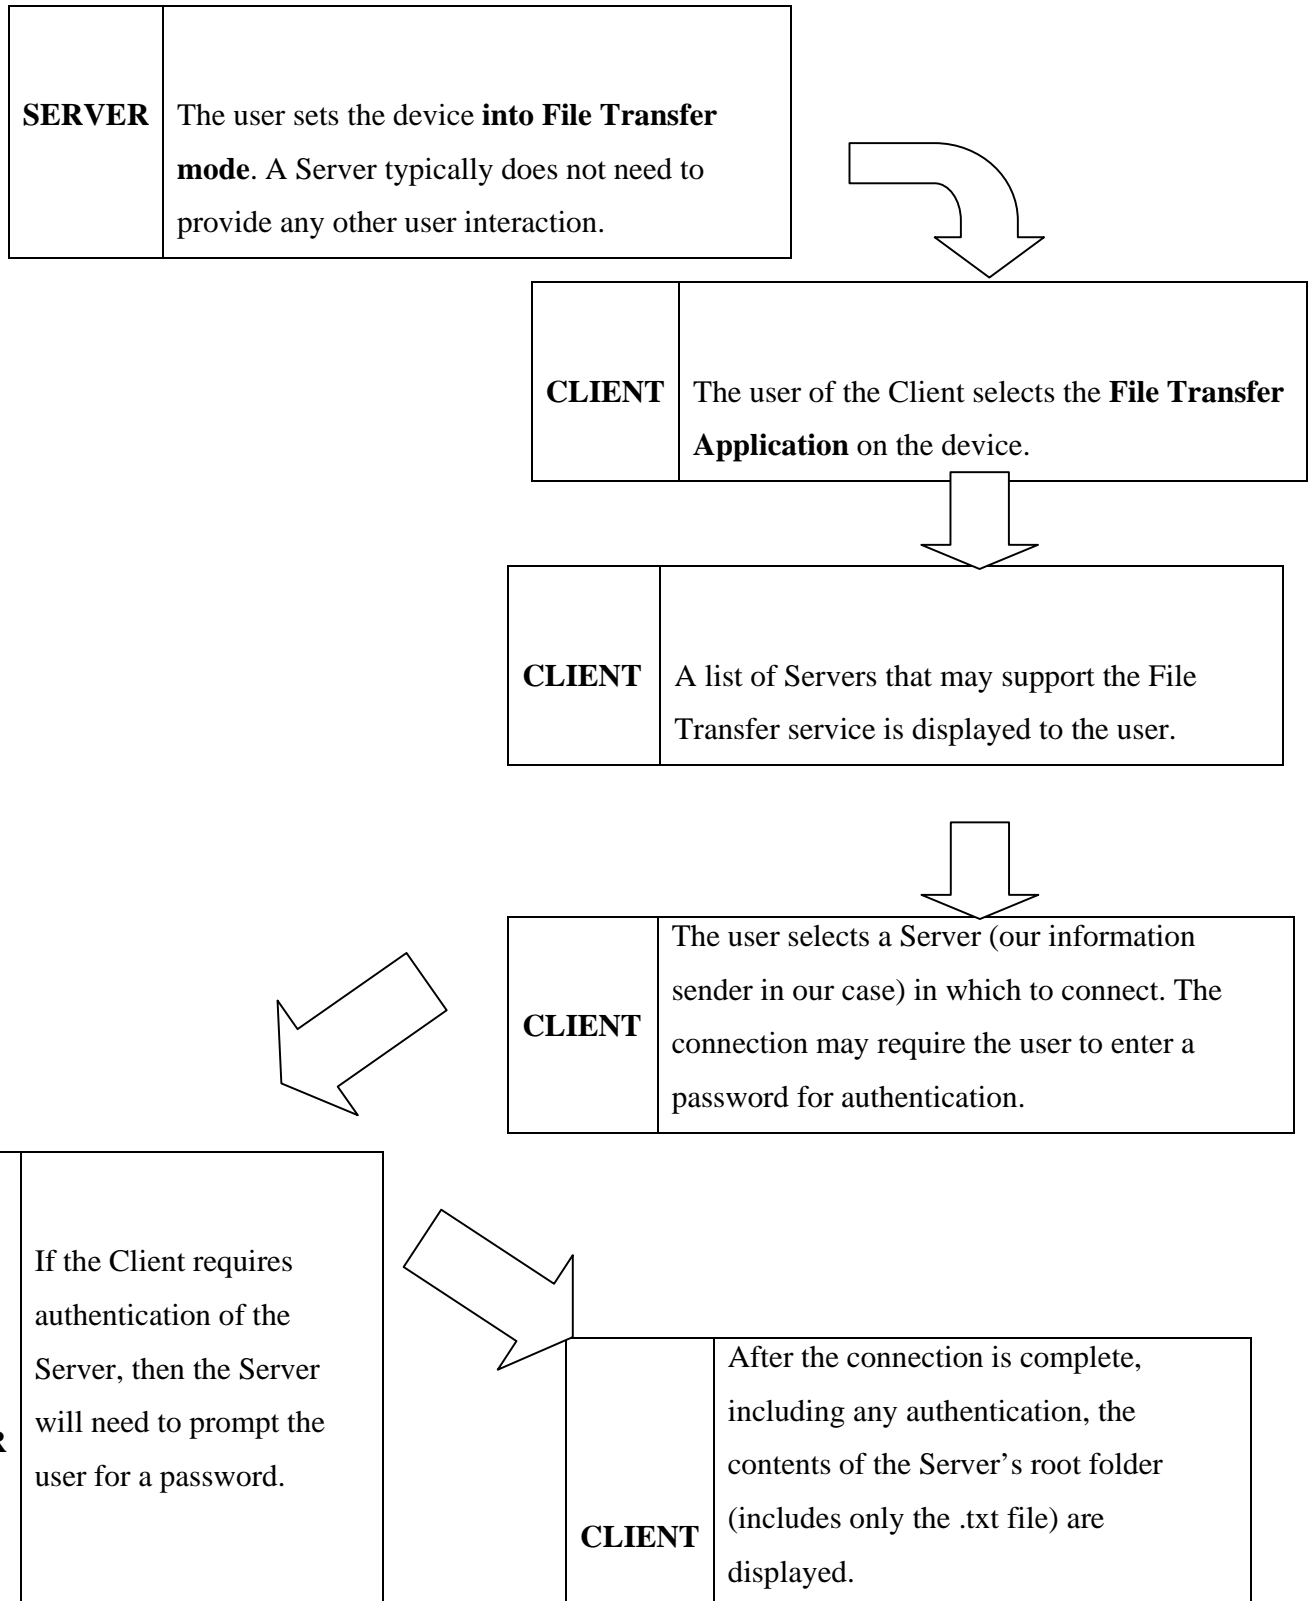 SERVER
The user sets the device into File Transfer
mode. A Server typically does not need to
provide any other user interaction.
CLIENT
The user of the Client selects the File Transfer
Application on the device.
CLIENT
A list of Servers that may support the File
Transfer service is displayed to the user.
CLIENT
The user selects a Server (our information
sender in our case) in which to connect. The
connection may require the user to enter a
password for authentication.
R
If the Client requires
authentication of the
Server, then the Server
will need to prompt the
user for a password.
CLIENT
After the connection is complete,
including any authentication, the
contents of the Server’s root folder
(includes only the .txt file) are
displayed.